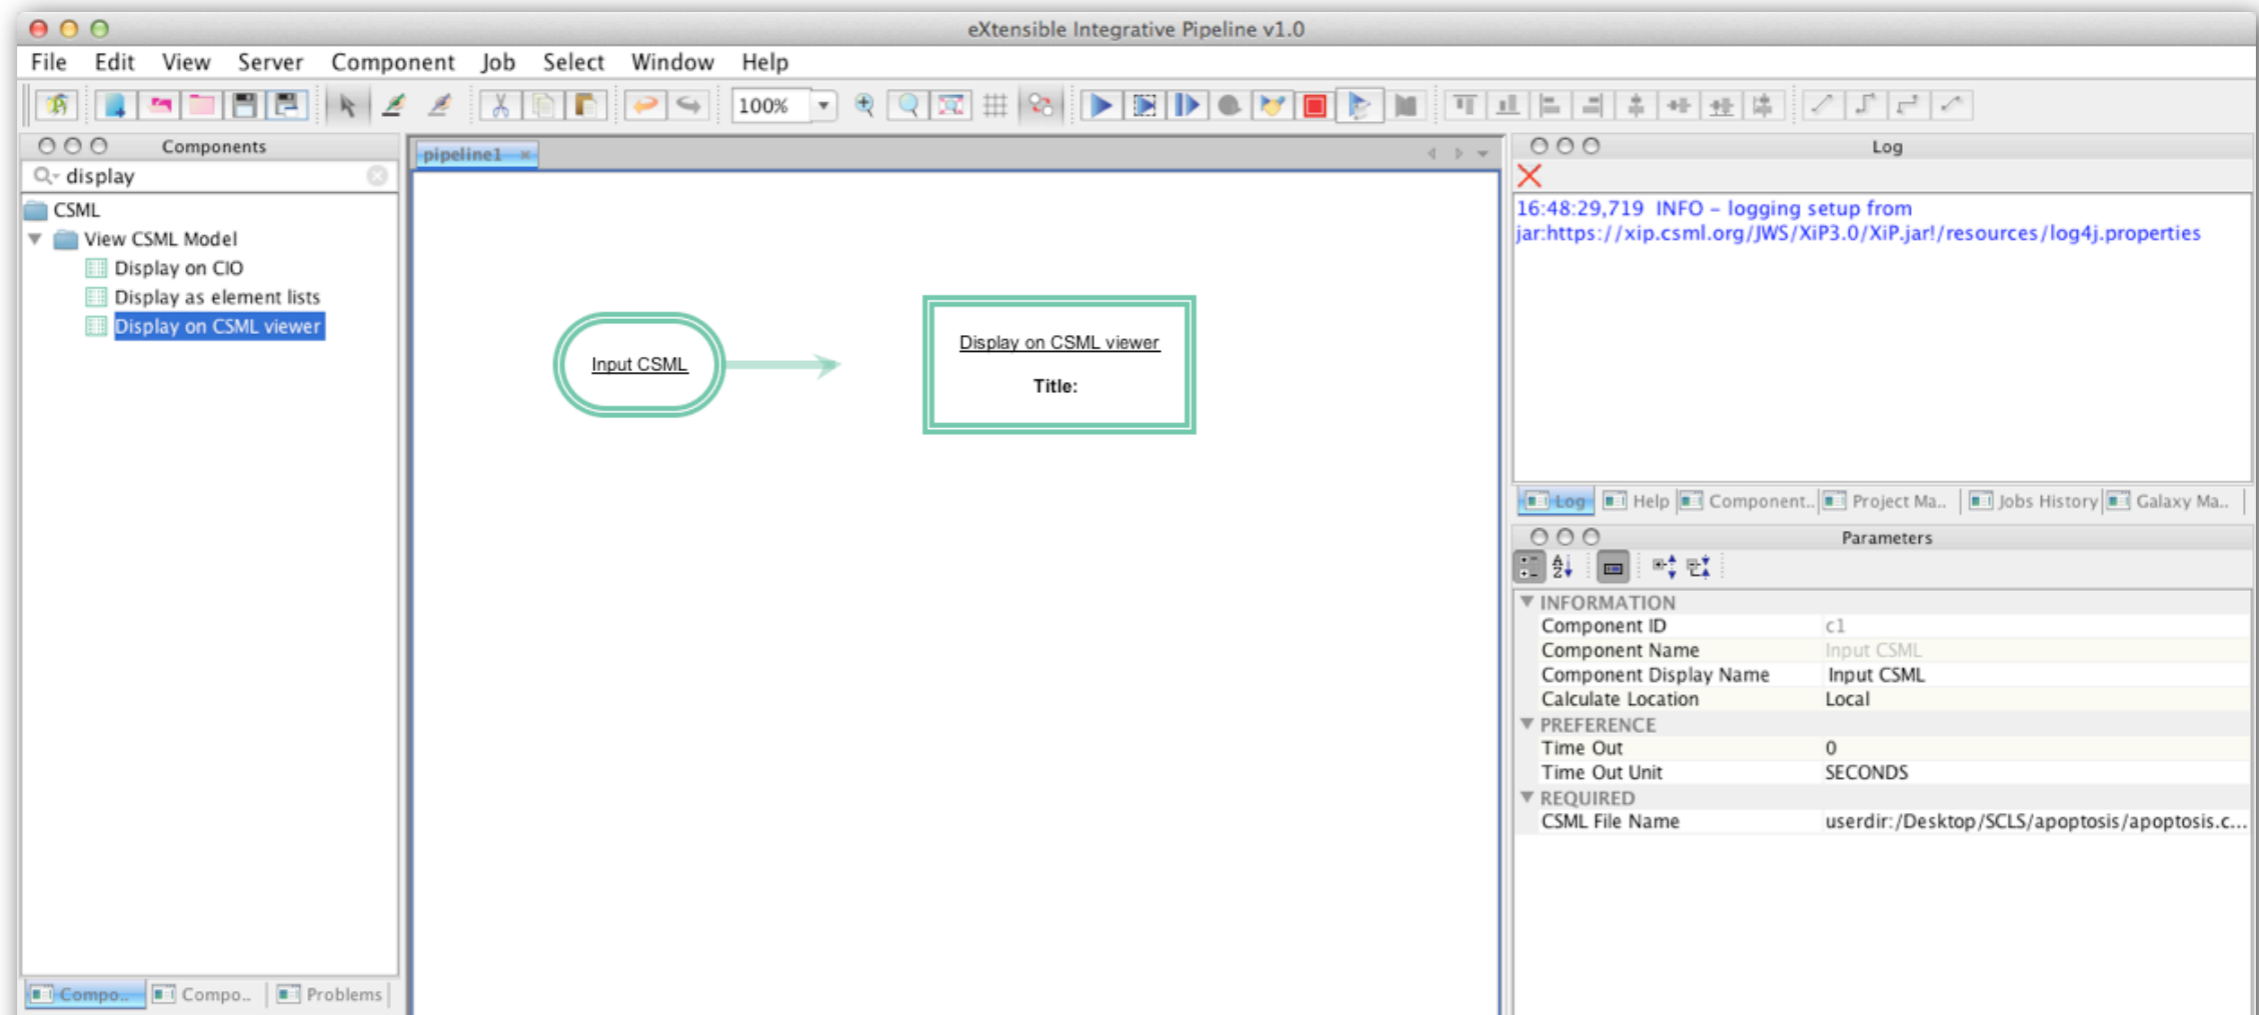 eXtensible Integrative Pipeline v1.0
File Edit View Server Component Job Select Window Help
100%
Components
display
CSML
View CSML Model
Display on CIO
Display as element lists
Display on CSML viewer
Compo.. Compo.. Problems
pipeline1
Input CSML
Display on CSML viewer
Title:
Log
16:48:29,719 INFO – logging setup from
jar:https://xip.csml.org/JWS/XiP3.0/XiP.jar!/resources/log4j.properties
Log Help Component.. Project Ma.. Jobs History Galaxy Ma..
Parameters
INFORMATION
Component ID c1
Component Name Input CSML
Component Display Name Input CSML
Calculate Location Local
PREFERENCE
Time Out 0
Time Out Unit SECONDS
REQUIRED
CSML File Name userdir:/Desktop/SCLS/apoptosis/apoptosis.c...